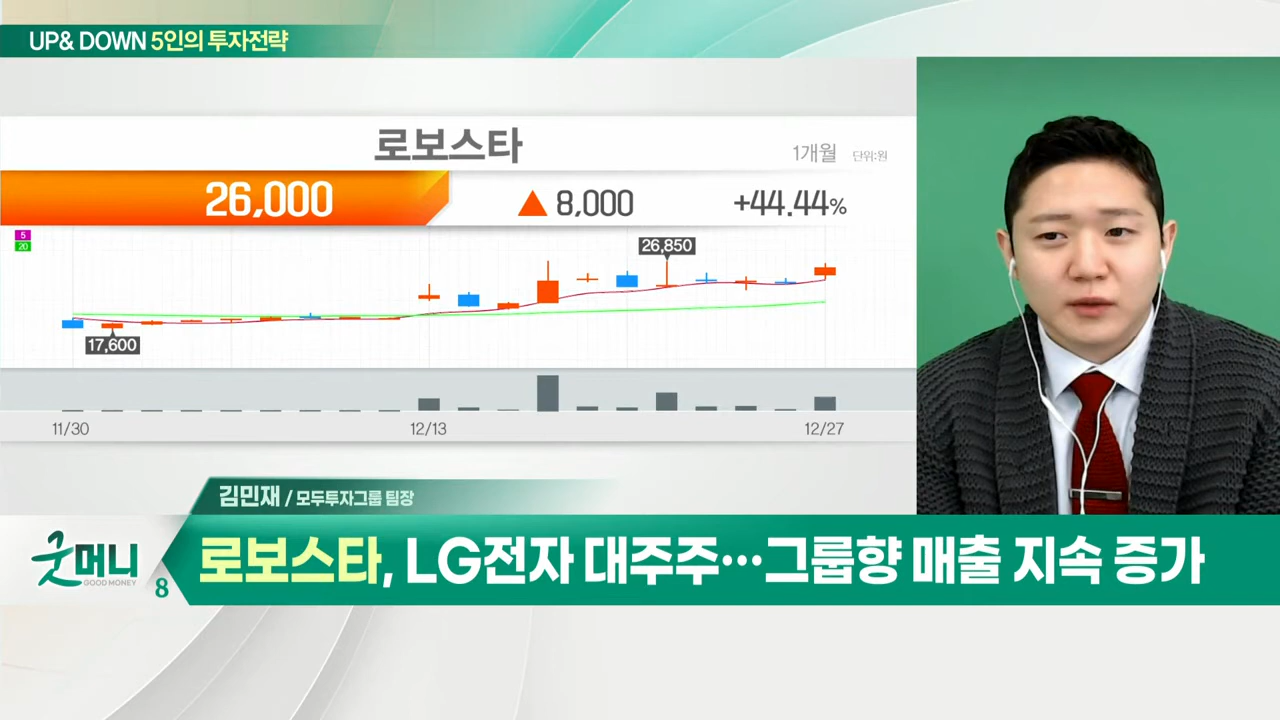 UP& DOWN 5인의 투자전략
로보스타
1개월 단위:원
26,000 ▲ 8,000 +44.44%
5
20
26,850
17,600
11/30 12/13 12/27
김민재 / 모두투자그룹 팀장
굿머니
GOOD MONEY
8
로보스타, LG전자 대주주…그룹향 매출 지속 증가